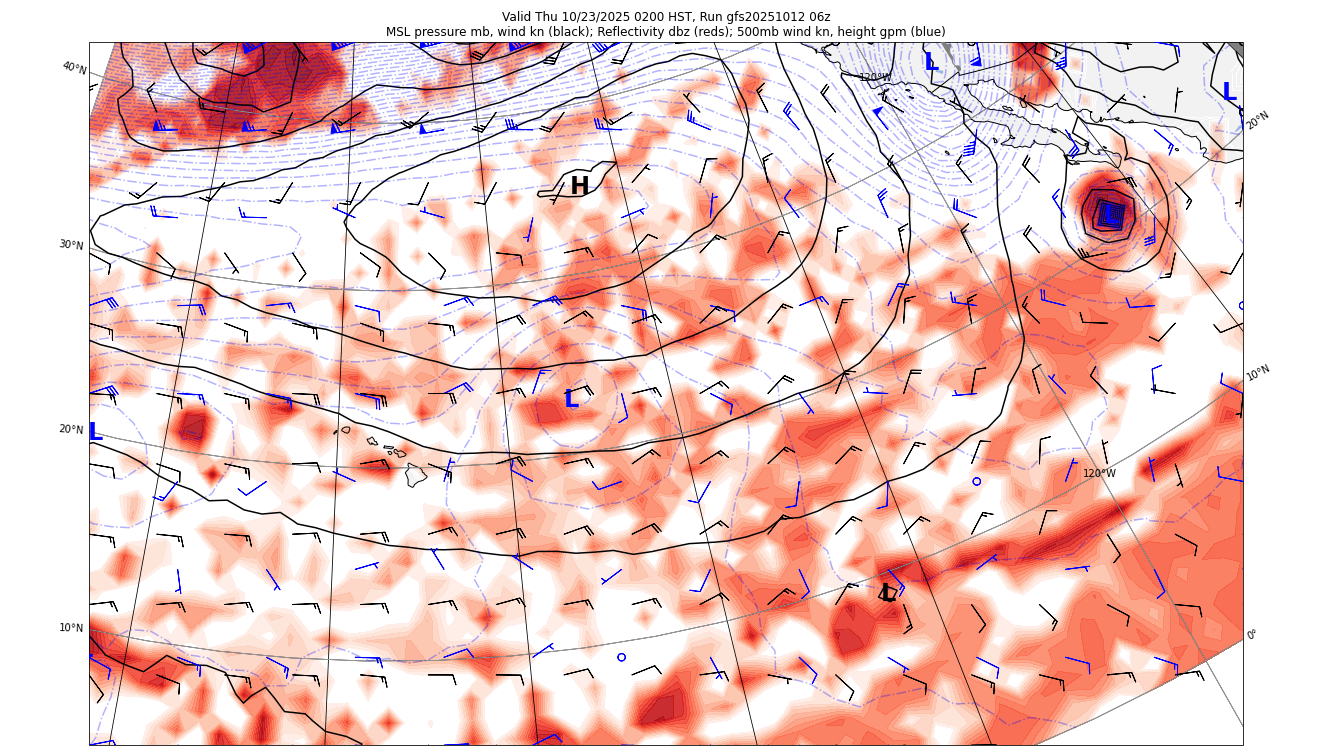 Valid Thu 10/23/2025 0200 HST, Run gfs20251012 06z
MSL pressure mb, wind kn (black); Reflectivity dbz (reds); 500mb wind kn, height gpm (blue)
40°N
120°W
L
L
20°N
H
L
30°N
10°N
L
L
20°N
120°W
L
10°N
0°